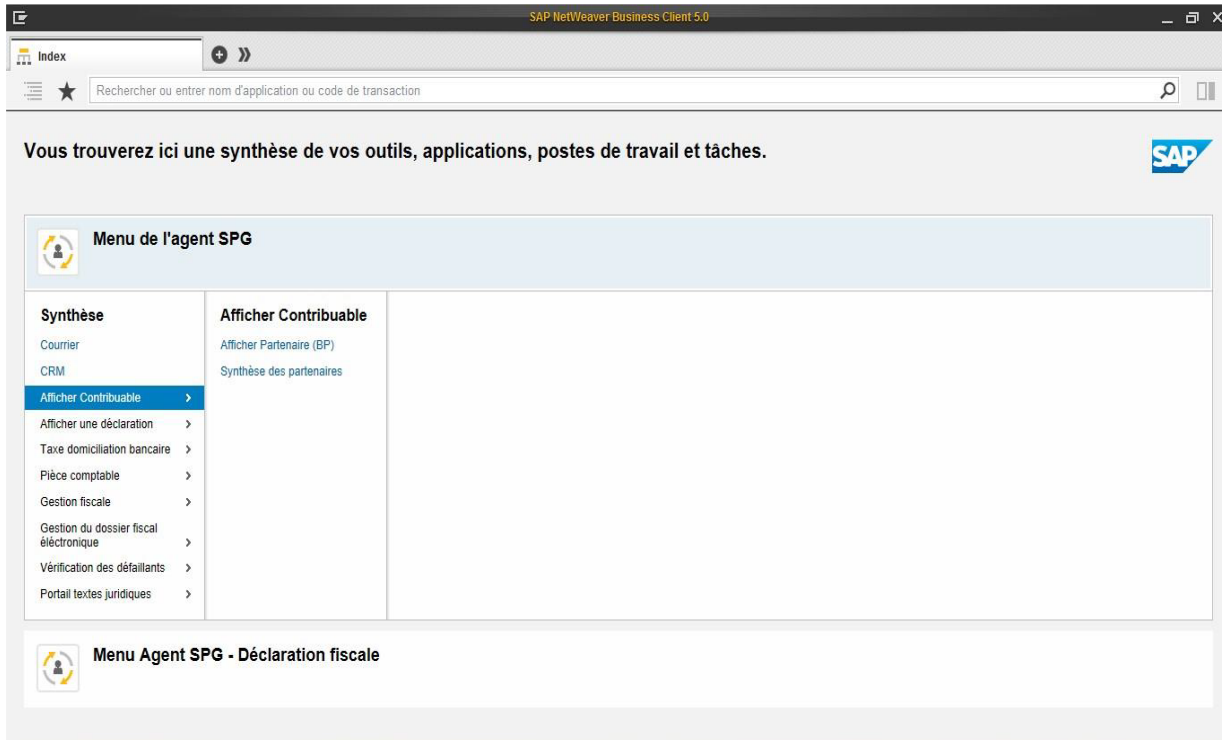 SAP NetWeaver Business Client 5.0
Index
Rechercher ou entrer nom d'application ou code de transaction
Vous trouverez ici une synthèse de vos outils, applications, postes de travail et tâches.
SAP
Menu de l'agent SPG
Synthèse
Courrier
CRM
Afficher Contribuable
Afficher une déclaration
Taxe domiciliation bancaire
Pièce comptable
Gestion fiscale
Gestion du dossier fiscal
éléctronique
Vérification des défaillants
Portail textes juridiques
Afficher Contribuable
Afficher Partenaire (BP)
Synthèse des partenaires
Menu Agent SPG - Déclaration fiscale